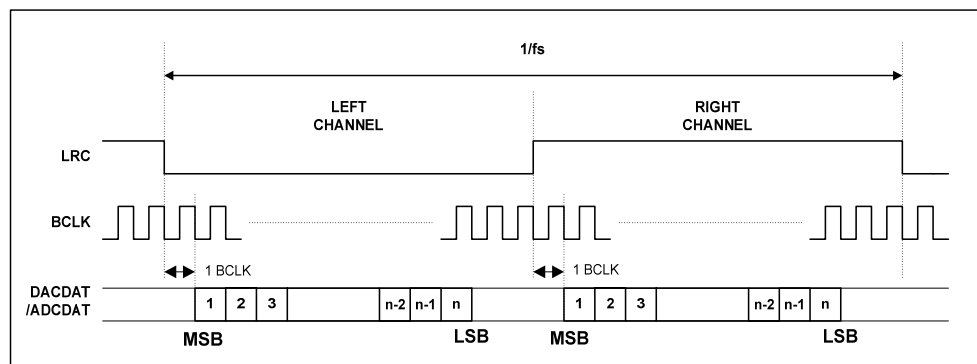 1/fs
LEFT
CHANNEL
RIGHT
CHANNEL
LRC
BCLK
1 BCLK
1 BCLK
DACDAT
/ADCDAT
1 2 3 n-2 n-1 n 1 2 3 n-2 n-1 n
MSB LSB MSB LSB